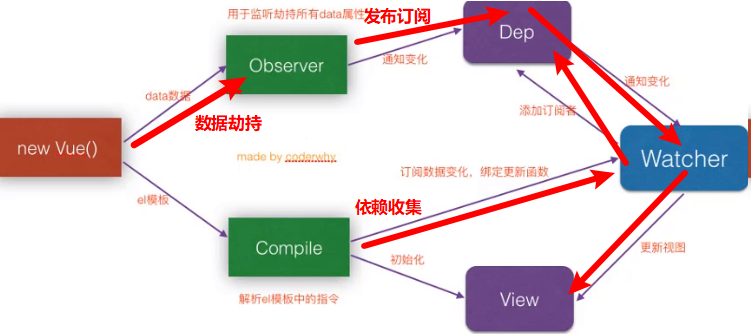 用于监听劫持所有data属性
发布订阅
Dep
Observer
通知变化
通知变化
data数据
数据劫持
添加订阅者
new Vue()
made by coderwhy
Watcher
订阅数据变化，绑定更新函数
el模板
依赖收集
Compile
初始化
更新视图
解析el模板中的指令
View